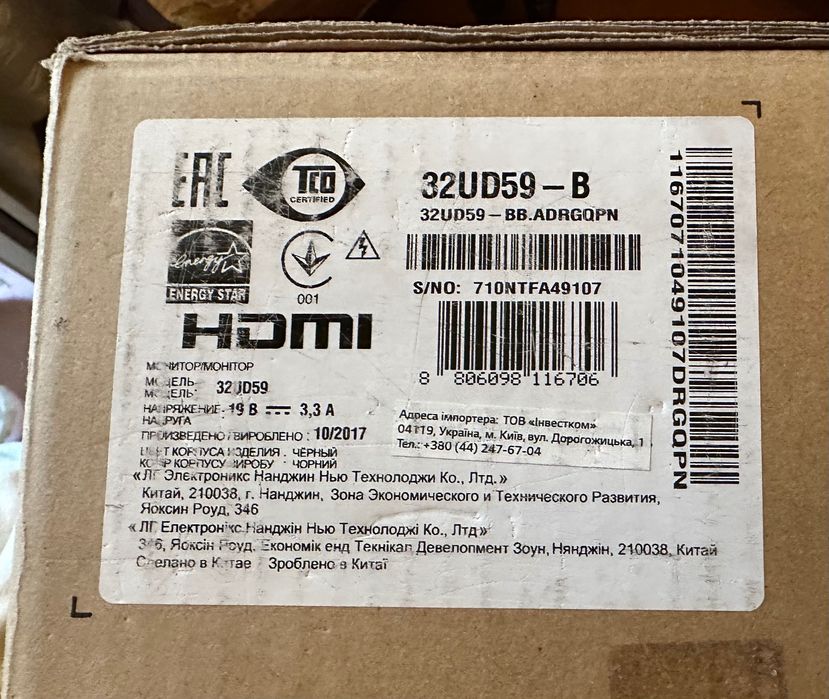 EAC
TCO
CERTIFIED
32UD59 – B
32UD59 – BB.ADRGQPN
energy
ENERGY STAR
001
S/NO: 710NTFA49107
HDMI
8 806098 116706
1167071049107DRGQPN
МОНИТОР/МОНІТОР
МОДЕЛЬ:
МОДЕЛЬ: 32UD59
НАПРЯЖЕНИЕ: 19 В 3,3 А
НАПРУГА
ПРОИЗВЕДЕНО /ВИРОБЛЕНО : 10/2017
ЦВЕТ КОРПУСА ИЗДЕЛИЯ : ЧЁРНЫЙ
КОЛІР КОРПУСУ ВИРОБУ : ЧОРНИЙ
Адреса імпортера: ТОВ «Інвестком»
04119, Україна, м. Київ, вул. Дорогожицька, 1
Тел.: +380 (44) 247-67-04
«ЛГ Электроникс Нанджин Нью Технолоджи Ко., Лтд.»
Китай, 210038, г. Нанджин, Зона Экономического и Технического Развития,
Яоксин Роуд, 346
«ЛГ Електронікс Нанджін Нью Технолоджі Ко., Лтд»
346, Яоксін Роуд, Економік енд Текнікал Девелопмент Зоун, Нянджін, 210038, Китай
Сделано в Китае Зроблено в Китаї